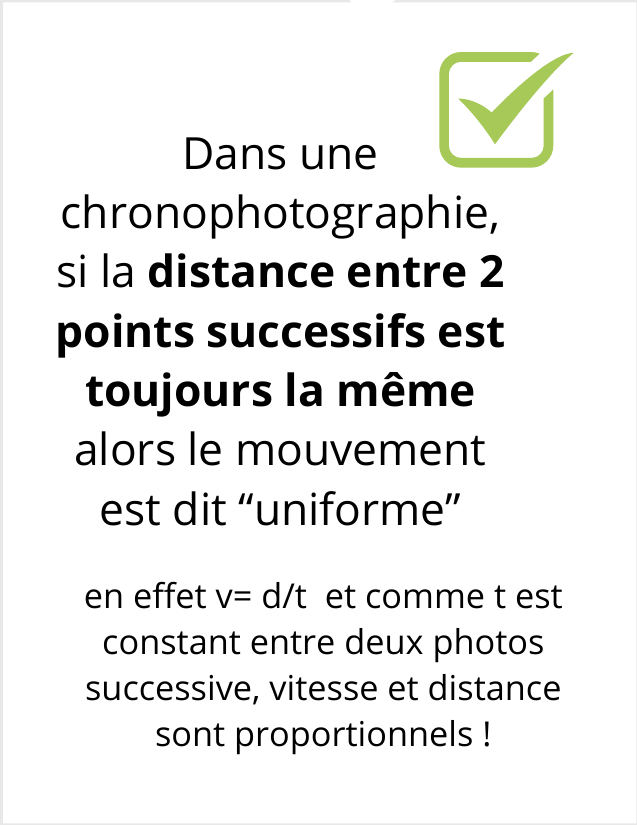 Dans une
chronophotographie,
si la distance entre 2
points successifs est
toujours la même
alors le mouvement
est dit “uniforme”
en effet v= d/t  et comme t est
constant entre deux photos
successive, vitesse et distance
sont proportionnels !